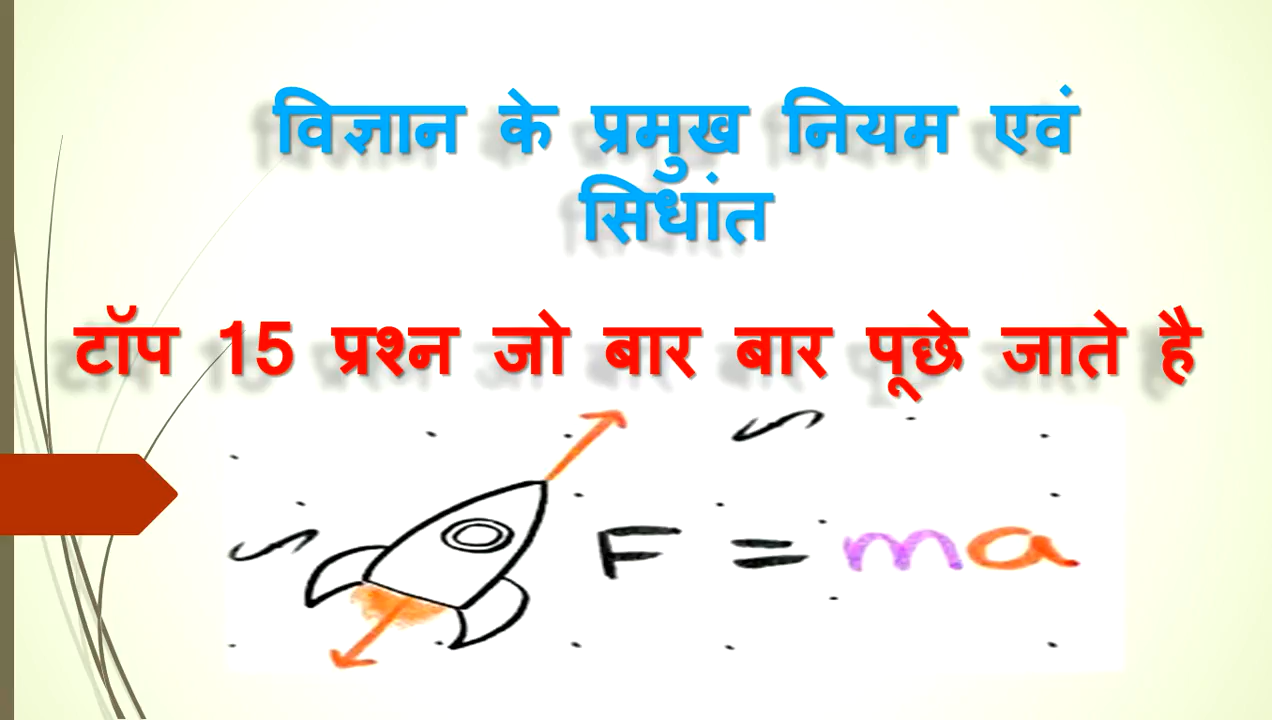 विज्ञान के प्रमुख नियम एवं
सिधांत
टॉप 15 प्रश्न जो बार बार पूछे जाते है
F = ma